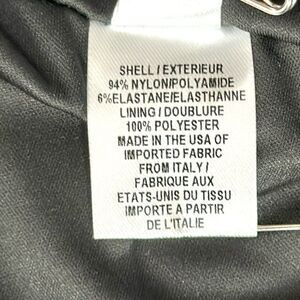 SHELL/EXTERIEUR
94% NYLON/POLYAMIDE
6%ELASTANE/ELASTHANNE
LINING/DOUBLURE
100% POLYESTER
MADE IN THE USA OF
IMPORTED FABRIC
FROM ITALY/
FABRIQUE AUX
ETATS-UNIS DU TISSU
IMPORTE A PARTIR
DE L'ITALIE